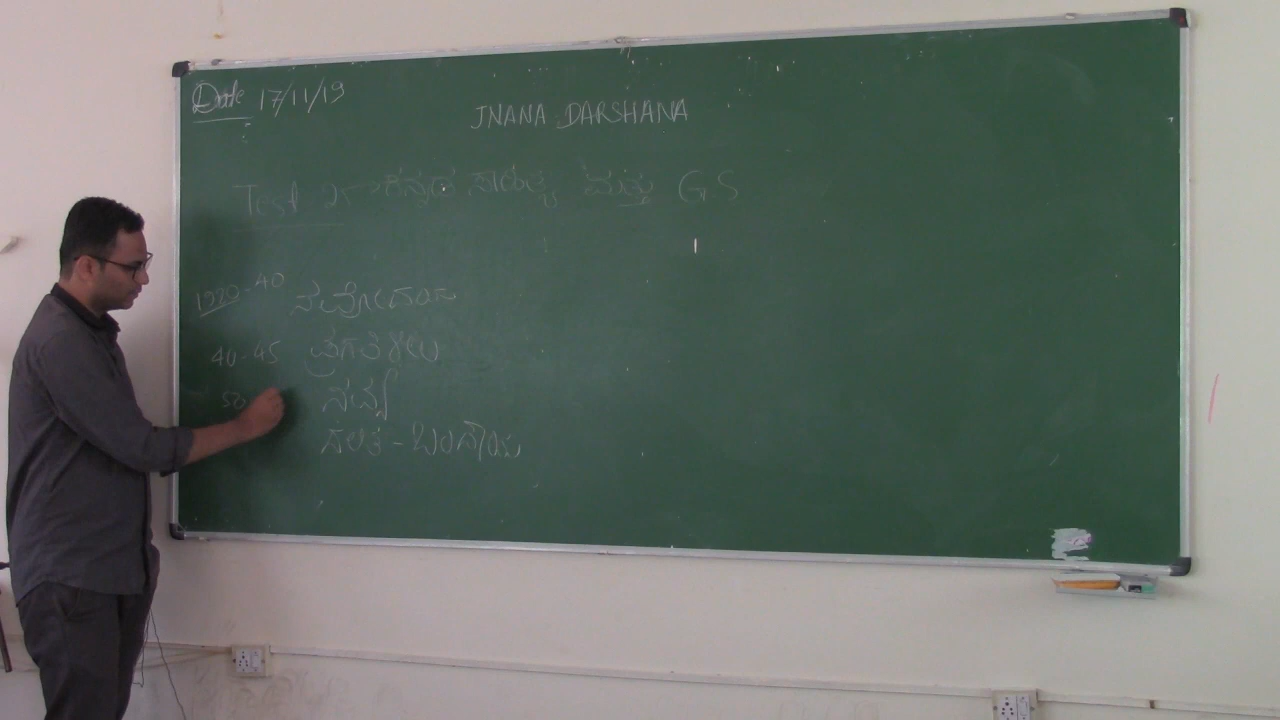 Date 17/11/19
JNANA DARSHANA
Test ಕನ್ನಡ ಸಾಹಿತ್ಯ ಮತ್ತು GS
1920-40 ನವೋದಯ
40-45 ಪ್ರಗತಿಶೀಲ
50 ನವ್ಯ
ದಲಿತ - ಬಂಡಾಯ